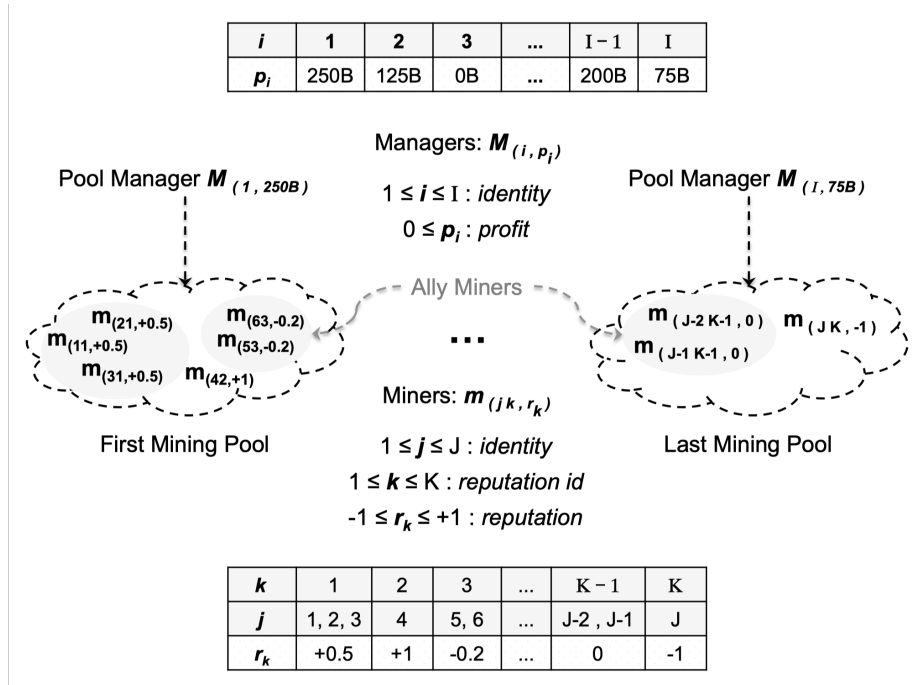 i 1 2 3 ... I – 1 I
pᵢ 250B 125B 0B ... 200B 75B
Managers: M ( i , pᵢ )
Pool Manager M ( 1 , 250B )
Pool Manager M ( I , 75B )
1 ≤ i ≤ I : identity
0 ≤ pᵢ : profit
Ally Miners
m(21,+0.5)
m(63,-0.2)
m(11,+0.5)
m(53,-0.2)
m(31,+0.5)
m(42,+1)
...
m ( J-2 K-1 , 0 )
m ( J K , -1)
m ( J-1 K-1 , 0 )
Miners: m ( j k , rₖ )
First Mining Pool
1 ≤ j ≤ J : identity
Last Mining Pool
1 ≤ k ≤ K : reputation id
-1 ≤ rₖ ≤ +1 : reputation
k 1 2 3 ... K – 1 K
j 1, 2, 3 4 5, 6 ... J-2 , J-1 J
rₖ +0.5 +1 -0.2 ... 0 -1